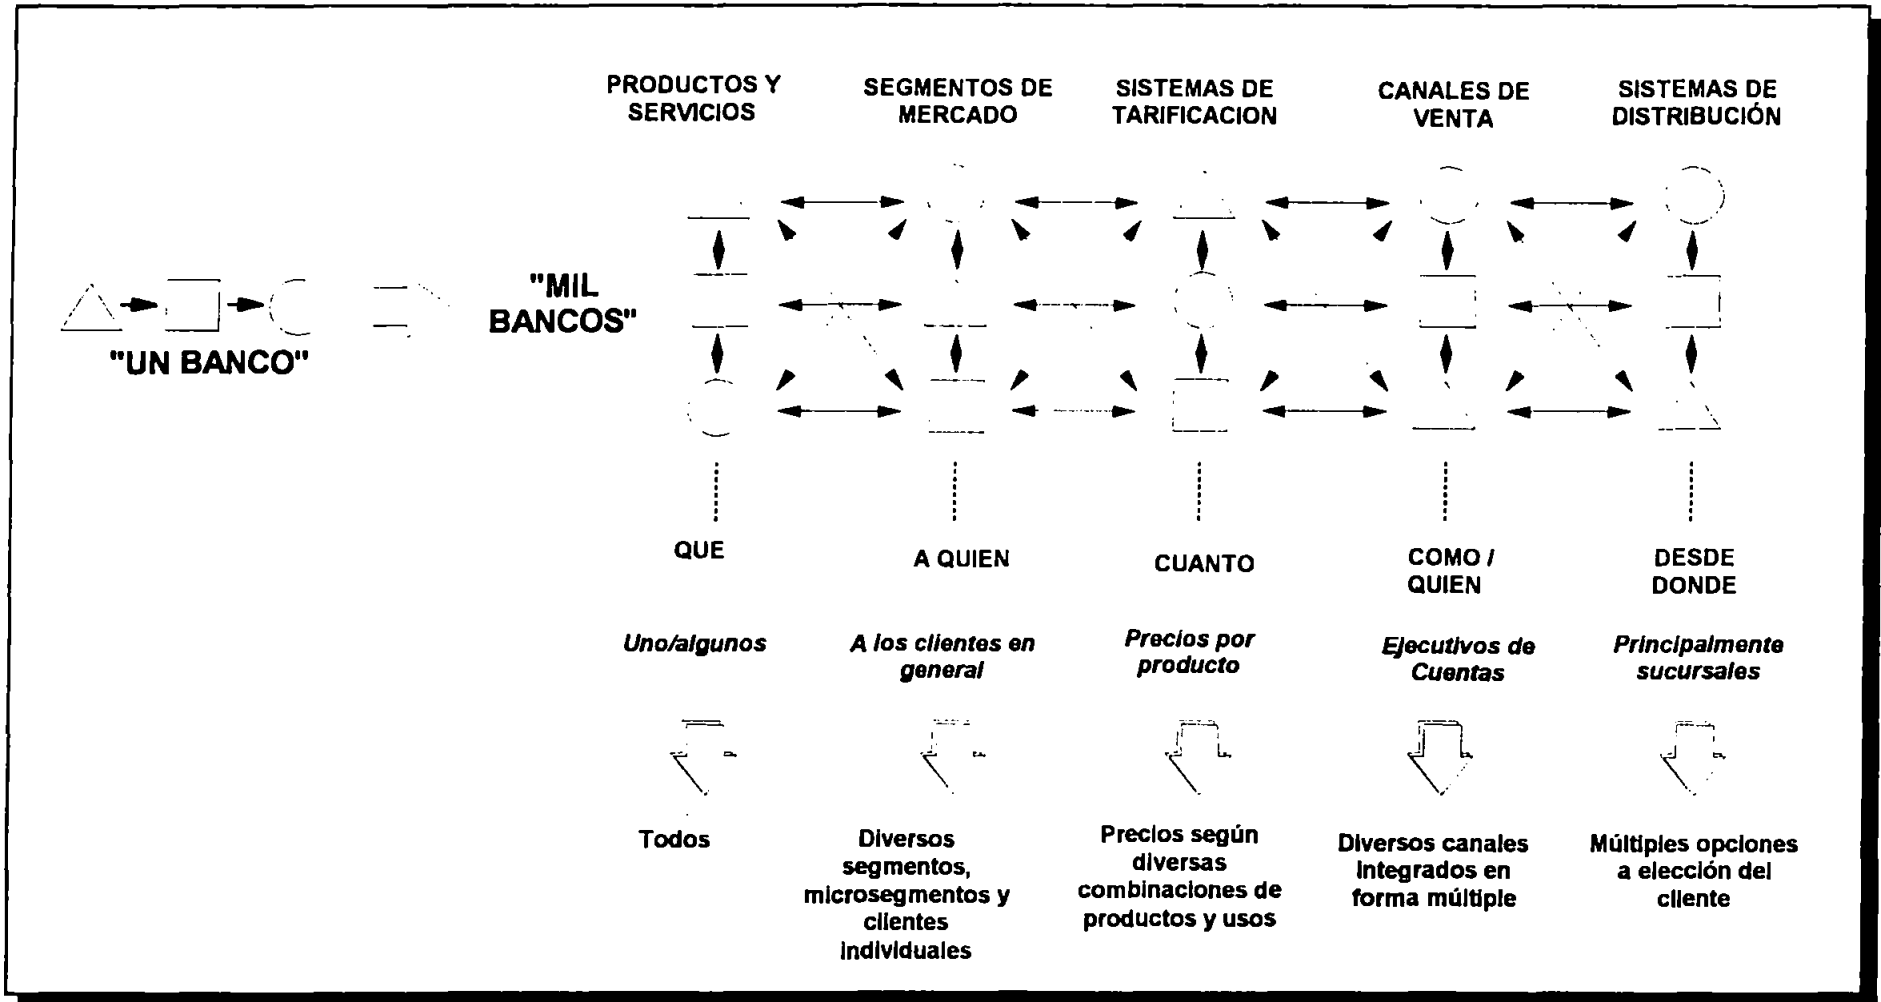 PRODUCTOS Y
SERVICIOS
SEGMENTOS DE
MERCADO
SISTEMAS DE
TARIFICACION
CANALES DE
VENTA
SISTEMAS DE
DISTRIBUCIÓN
"MIL
BANCOS"
"UN BANCO"
QUE
A QUIEN
CUANTO
COMO /
QUIEN
DESDE
DONDE
Uno/algunos
A los clientes en
general
Precios por
producto
Ejecutivos de
Cuentas
Principalmente
sucursales
Todos
Diversos
segmentos,
microsegmentos y
clientes
individuales
Precios según
diversas
combinaciones de
productos y usos
Diversos canales
integrados en
forma múltiple
Múltiples opciones
a elección del
cliente